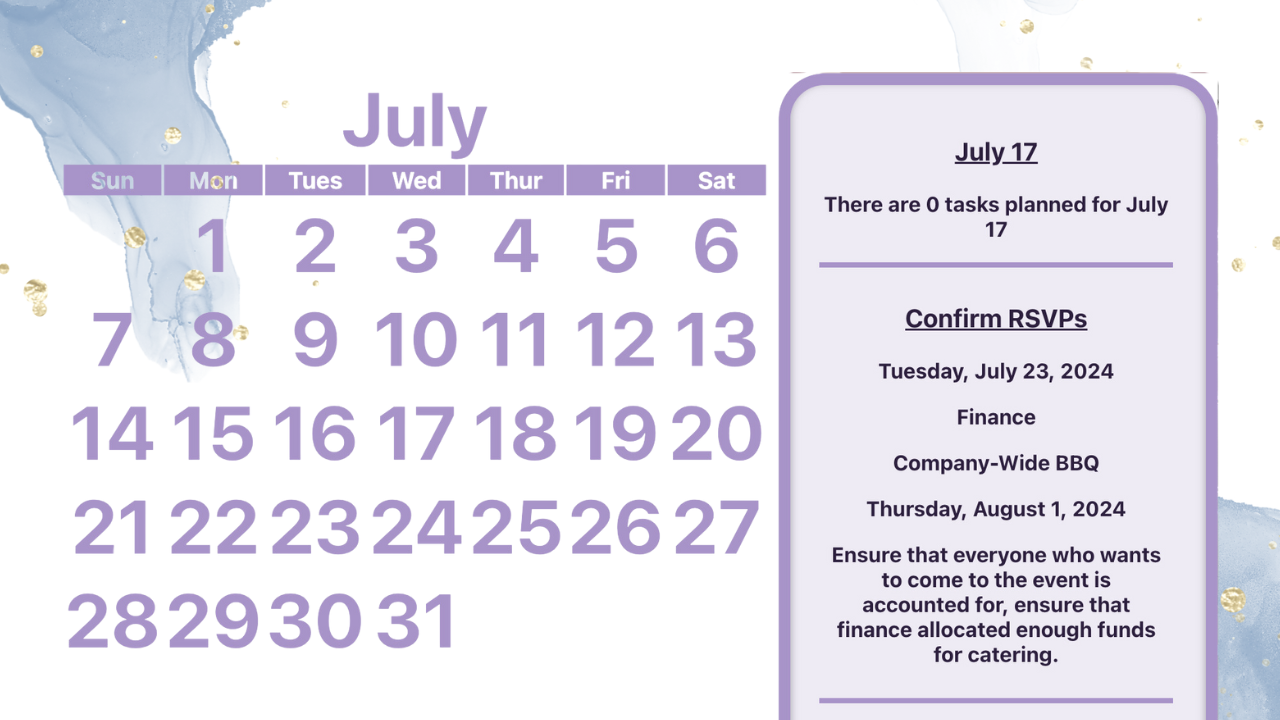 July
Sun Mon Tues Wed Thur Fri Sat
1 2 3 4 5 6
7 8 9 10 11 12 13
14 15 16 17 18 19 20
21 22 23 24 25 26 27
28 29 30 31
July 17
There are 0 tasks planned for July
17
Confirm RSVPs
Tuesday, July 23, 2024
Finance
Company-Wide BBQ
Thursday, August 1, 2024
Ensure that everyone who wants
to come to the event is
accounted for, ensure that
finance allocated enough funds
for catering.